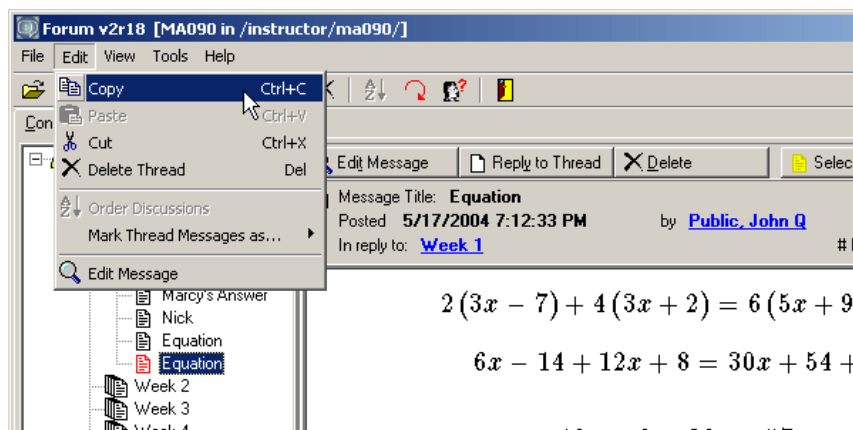 Forum v2r18 [MA090 in /instructor/ma090/]
File Edit View Tools Help
Copy Ctrl+C
Paste Ctrl+V
Con
Cut Ctrl+X
Delete Thread Del
Order Discussions
Mark Thread Messages as...
Edit Message
Edit Message Reply to Thread Delete Selec
Message Title: Equation
Posted 5/17/2004 7:12:33 PM by Public, John Q
In reply to: Week 1 #
Marcy's Answer
Nick
Equation
Equation
Week 2
Week 3
Week 4
2(3x − 7) + 4(3x + 2) = 6(5x + 9
6x − 14 + 12x + 8 = 30x + 54 +